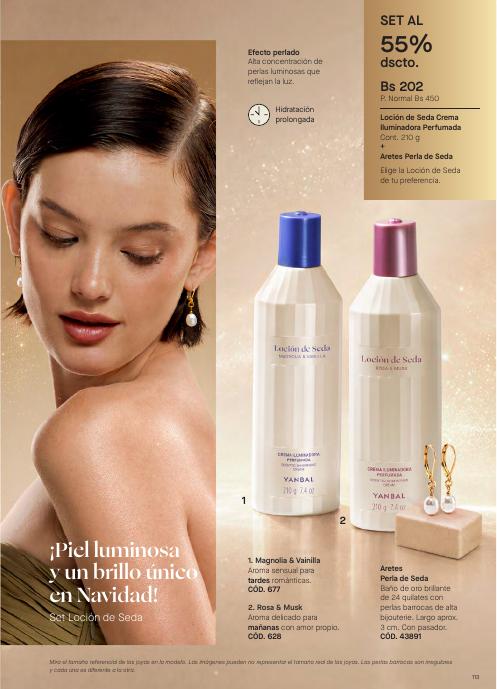 SET AL
55%
dscto.
Bs 202
P. Normal Bs 450
Loción de Seda Crema
Iluminadora Perfumada
Cont. 210 g
+
Aretes Perla de Seda
Elige la Loción de Seda
de tu preferencia.
Efecto perlado
Alta concentración de
perlas luminosas que
reflejan la luz.
Hidratación
prolongada
Loción de Seda
MAGNOLIA & VAINILLA
CREMA ILUMINADORA
PERFUMADA
YANBAL
210 g 7.4 oz
Loción de Seda
ROSA & MUSK
CREMA ILUMINADORA
PERFUMADA
YANBAL
210 g 7.4 oz
1
2
¡Piel luminosa
y un brillo único
en Navidad!
Set Loción de Seda
1. Magnolia & Vainilla
Aroma sensual para
tardes románticas.
CÓD. 677
2. Rosa & Musk
Aroma delicado para
mañanas con amor propio.
CÓD. 628
Aretes
Perla de Seda
Baño de oro brillante
de 24 quilates con
perlas barrocas de alta
bijouterie. Largo aprox.
3 cm. Con pasador.
CÓD. 43891
Mira el tamaño referencial de las joyas en la modelo. Las imágenes pueden no representar el tamaño real de las joyas. Las perlas barrocas son irregulares
y cada una es diferente a la otra.
113